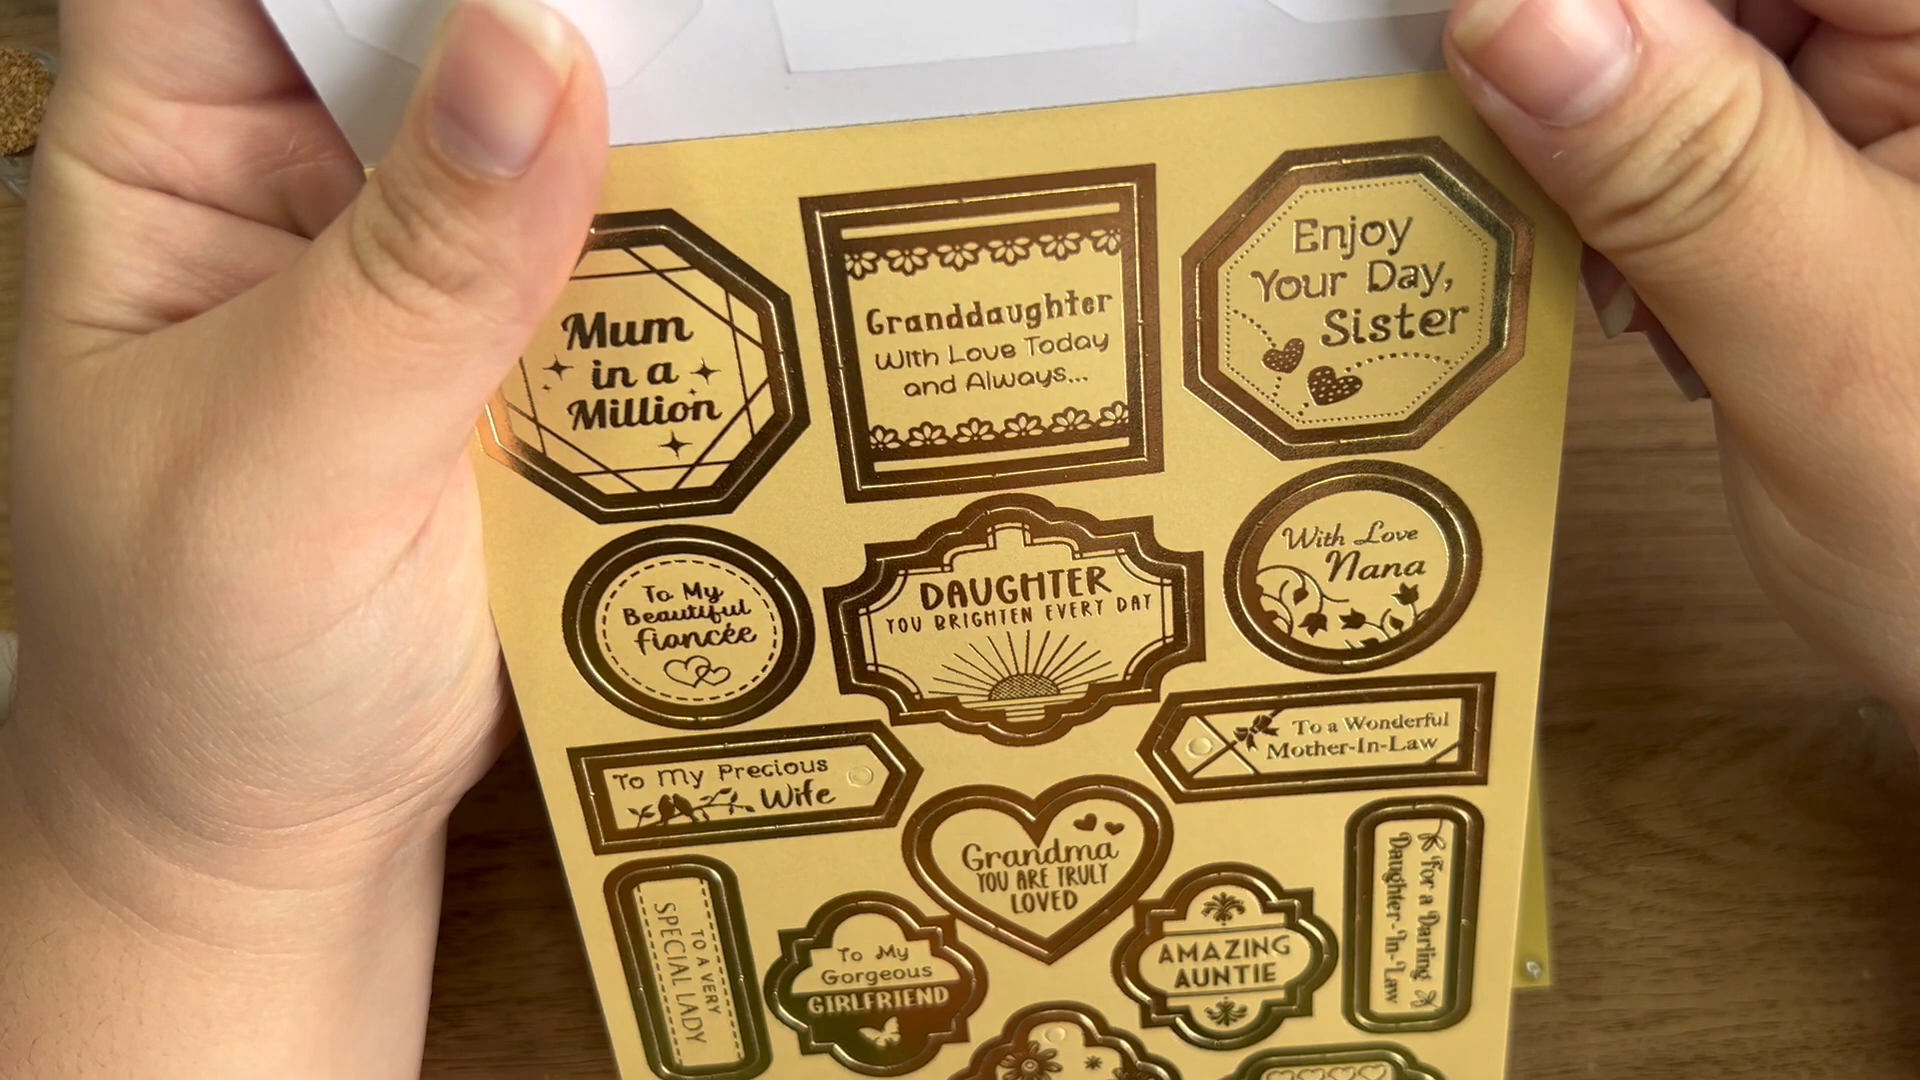 Mum
in a
Million
Granddaughter
With Love Today
and Always...
Enjoy
Your Day,
Sister
To My
Beautiful
fiancée
DAUGHTER
YOU BRIGHTEN EVERY DAY
With Love
Nana
To My Precious
Wife
To a Wonderful
Mother-In-Law
Grandma
YOU ARE TRULY
LOVED
TO A VERY
SPECIAL LADY
To My
Gorgeous
GIRLFRIEND
AMAZING
AUNTIE
For a Darling
Daughter-In-Law